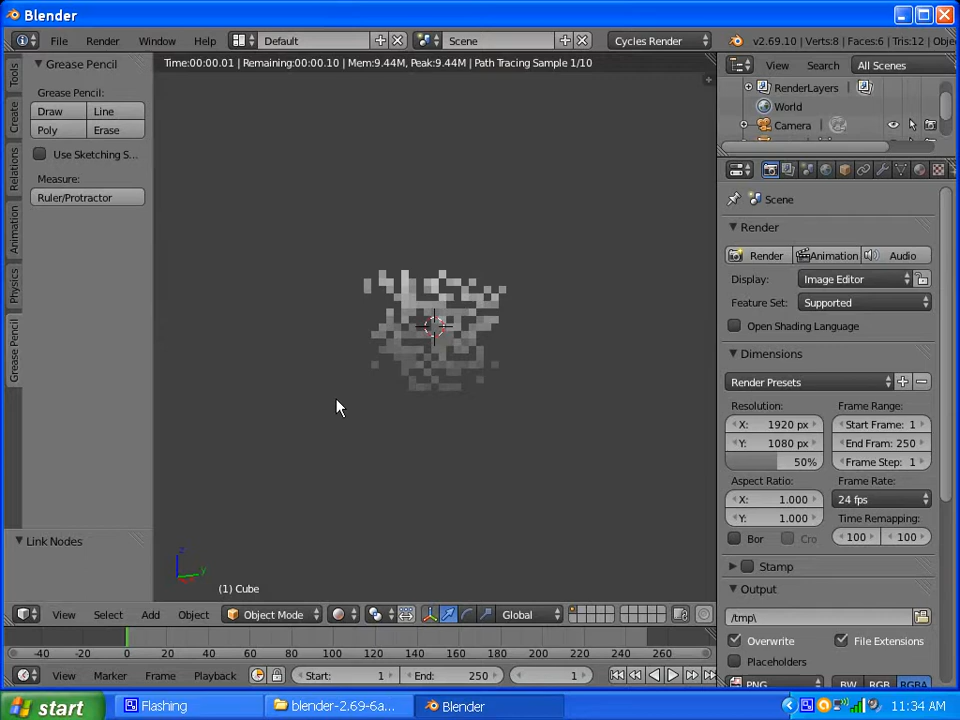 Blender
File Render Window Help Default Scene Cycles Render v2.69.10 | Verts:8 | Faces:6 | Tris:12 | Obje
Time:00:00.01 | Remaining:00:00.10 | Mem:9.44M, Peak:9.44M | Path Tracing Sample 1/10
Tools
Create
Relations
Animation
Physics
Grease Pencil
Grease Pencil
Grease Pencil:
Draw Line
Poly Erase
Use Sketching S...
Measure:
Ruler/Protractor
Link Nodes
z
y
(1) Cube
View Select Add Object Object Mode Global
-40 -20 0 20 40 60 80 100 120 140 160 180 200 220 240 260
View Marker Frame Playback Start: 1 End: 250 1
View Search All Scenes
RenderLayers
World
Camera
Scene
Render
Render Animation Audio
Display: Image Editor
Feature Set: Supported
Open Shading Language
Dimensions
Render Presets
Resolution: Frame Range:
X: 1920 px Start Frame: 1
Y: 1080 px End Fram: 250
50% Frame Step: 1
Aspect Ratio: Frame Rate:
X: 1.000 24 fps
Y: 1.000 Time Remapping:
Bor Cro 100 100
Stamp
Output
/tmp\
Overwrite File Extensions
Placeholders
PNG BW RGB RGBA
start Flashing blender-2.69-6a... Blender 11:34 AM